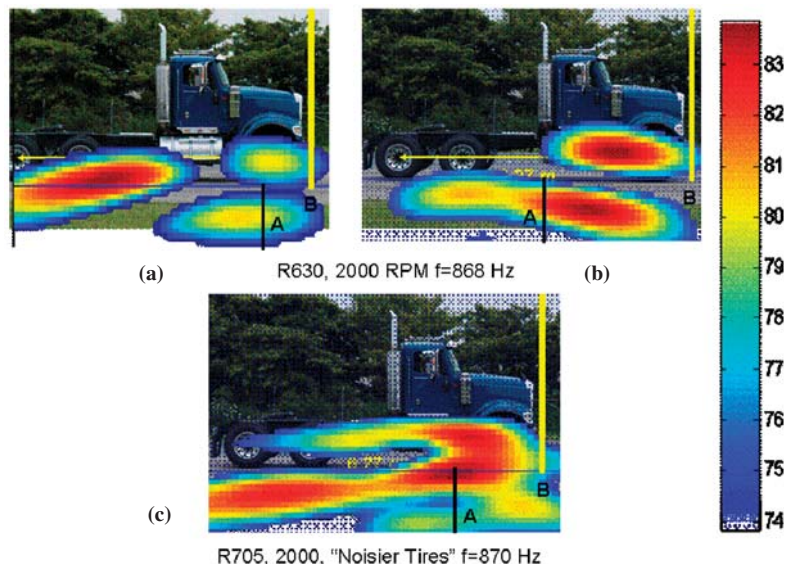 83
82
81
80
79
78
77
76
75
74
A
B
A
B
(a)
(b)
R630, 2000 RPM f=868 Hz
A
B
(c)
R705, 2000, “Noisier Tires” f=870 Hz